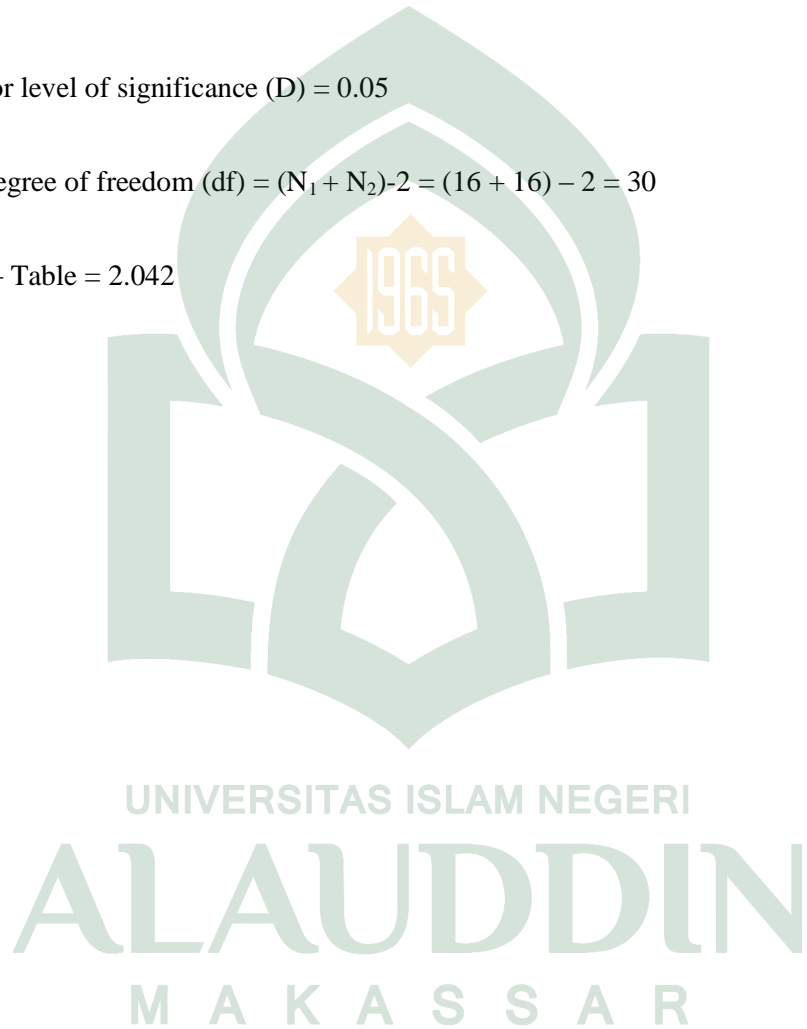 or level of significance (D) = 0.05
egree of freedom (df) = (N₁ + N₂)-2 = (16 + 16) – 2 = 30
– Table = 2.042
1965
UNIVERSITAS ISLAM NEGERI
ALAUDDIN
MAKASSAR